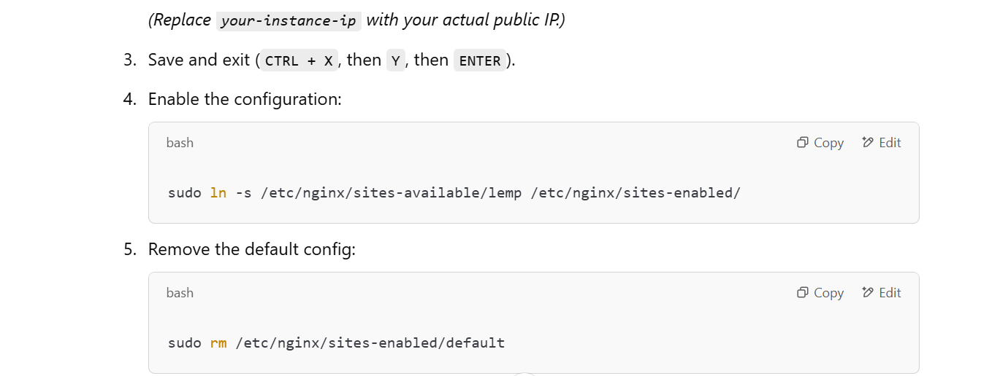 (Replace your-instance-ip with your actual public IP.)
3. Save and exit (CTRL + X, then Y, then ENTER).
4. Enable the configuration:
bash Copy Edit
sudo ln -s /etc/nginx/sites-available/lemp /etc/nginx/sites-enabled/
5. Remove the default config:
bash Copy Edit
sudo rm /etc/nginx/sites-enabled/default